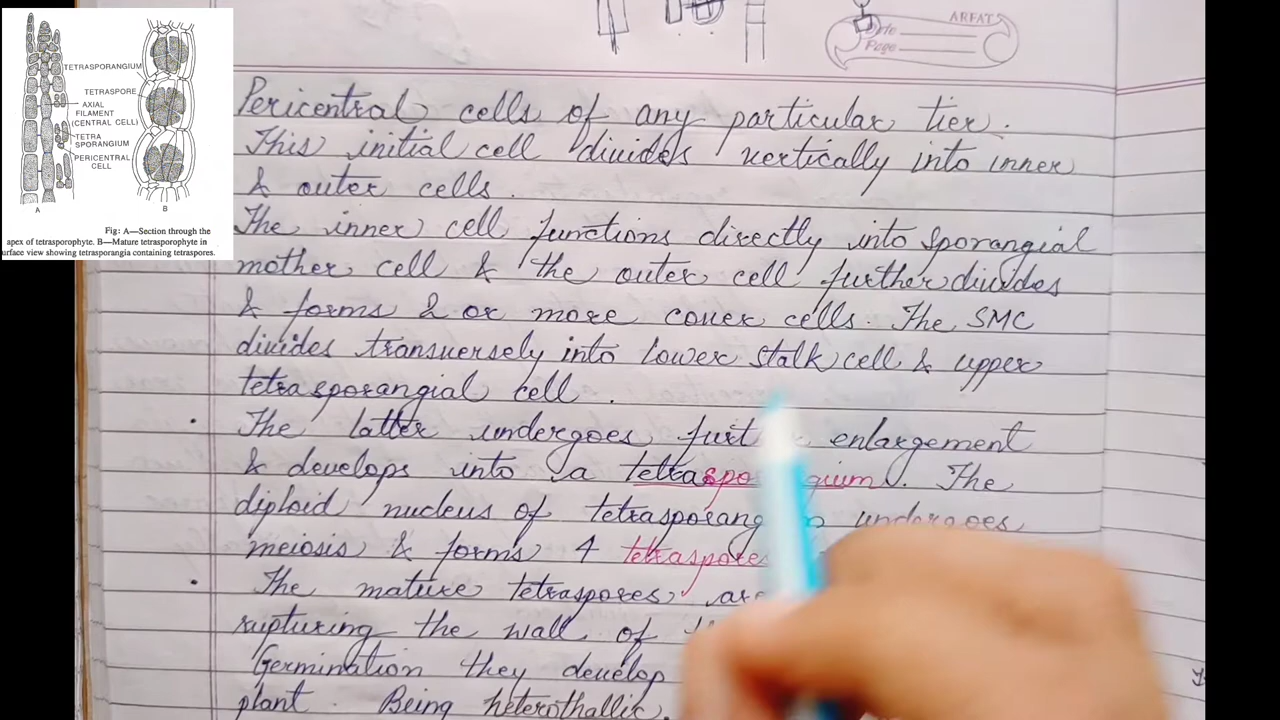 ARFAT
Date
Page
TETRASPORANGIUM
TETRASPORE
AXIAL
FILAMENT
(CENTRAL CELL)
TETRA
SPORANGIUM
PERICENTRAL
CELL
A
B
Fig: A—Section through the
apex of tetrasporophyte. B—Mature tetrasporophyte in
urface view showing tetrasporangia containing tetraspores.
Pericentral cells of any particular tier.
This initial cell divides vertically into inner
& outer cells.
The inner cell functions directly into Sporangial
mother cell & the outer cell further divides
& forms 2 or more cover cells. The SMC
divides transversely into lower stalk cell & upper
tetrasporangial cell.
The latter undergoes enlargement
& develops into a The
diploid nucleus of undergoes
meiosis & forms 4 tetraspores
The mature tetraspores are
rupturing the wall of
Germination they develop
plant. Being heterothallic,